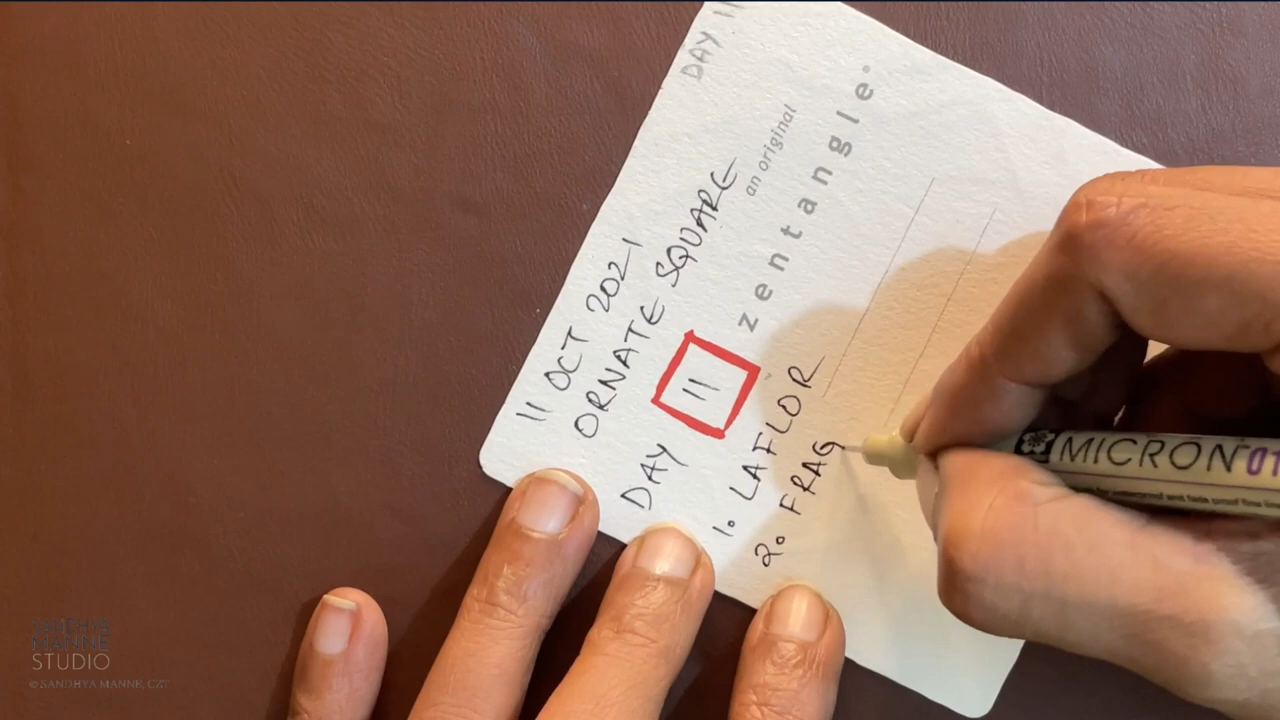 DAY 11
11 OCT 2021
ORNATE SQUARE
DAY 11
an original
zentangle®
1. LAFLOR
2. FRAG
MICRON 01
SANDHYA
MANNE
STUDIO
© SANDHYA MANNE, CZT